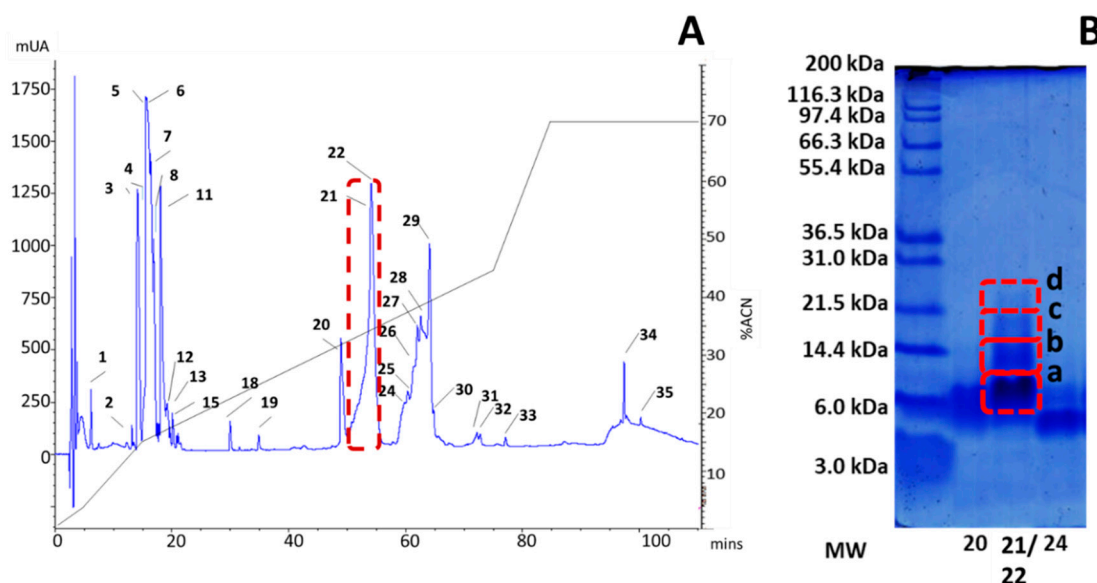 A
mUA
1750
1500
1250
1000
750
500
250
0
0
20
40
60
80
100
mins
70
60
50
40
30
20
10
%ACN
1
2
3
4
5
6
7
8
11
12
13
15
18
19
20
21
22
24
25
26
27
28
29
30
31
32
33
34
35
B
200 kDa
116.3 kDa
97.4 kDa
66.3 kDa
55.4 kDa
36.5 kDa
31.0 kDa
21.5 kDa
14.4 kDa
6.0 kDa
3.0 kDa
d
c
b
a
MW
20
21/
22
24